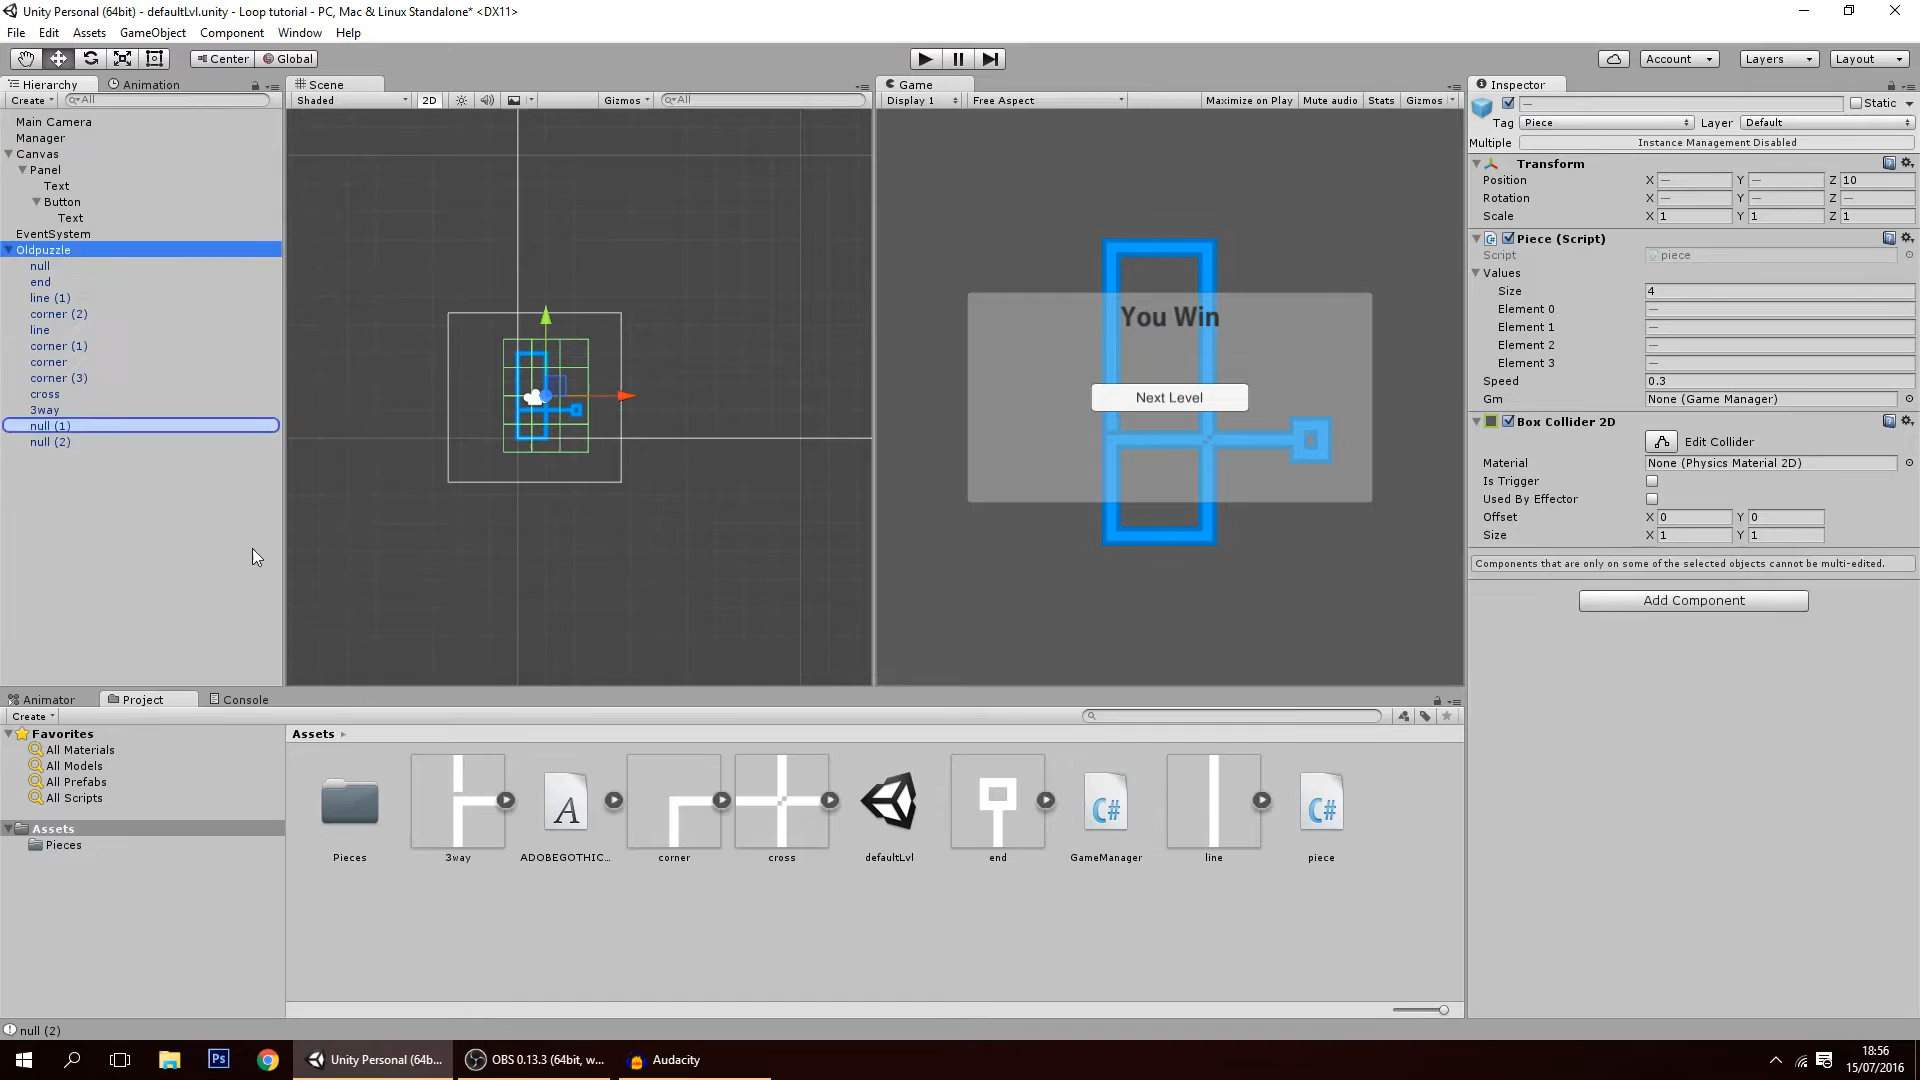 Unity Personal (64bit) - defaultLvl.unity - Loop tutorial - PC, Mac & Linux Standalone* <DX11>
File Edit Assets GameObject Component Window Help
Center Global Account Layers Layout
Hierarchy Animation Scene Game Inspector
Create All Shaded 2D Gizmos All Display 1 Free Aspect Maximize on Play Mute audio Stats Gizmos — Static
Main Camera
Manager
Canvas
Panel
Text
Button
Text
EventSystem
Oldpuzzle
null
end
line (1)
corner (2)
line
corner (1)
corner
corner (3)
cross
3way
null (1)
null (2)
You Win
Next Level
Tag Piece Layer Default
Multiple Instance Management Disabled
Transform
Position X — Y — Z 10
Rotation X — Y — Z —
Scale X 1 Y 1 Z 1
Piece (Script)
Script piece
Values
Size 4
Element 0 —
Element 1 —
Element 2 —
Element 3 —
Speed 0.3
Gm None (Game Manager)
Box Collider 2D
Edit Collider
Material None (Physics Material 2D)
Is Trigger
Used By Effector
Offset X 0 Y 0
Size X 1 Y 1
Components that are only on some of the selected objects cannot be multi-edited.
Add Component
Animator Project Console
Create
Favorites
All Materials
All Models
All Prefabs
All Scripts
Assets
Pieces
Assets
A C# C#
Pieces 3way ADOBEGOTHIC... corner cross defaultLvl end GameManager line piece
null (2)
Ps Unity Personal (64b... OBS 0.13.3 (64bit, w... Audacity
18:56
15/07/2016